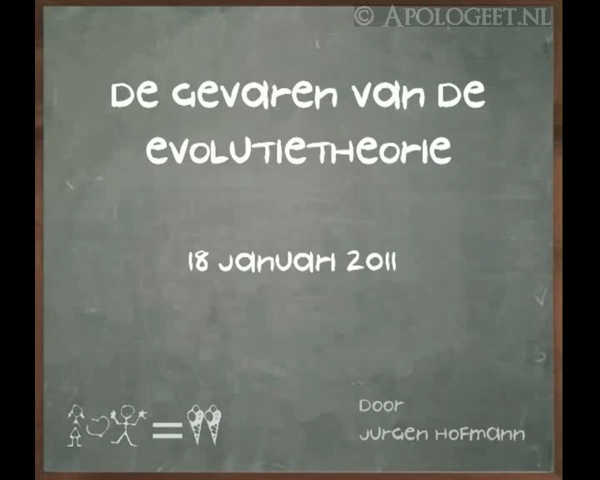 © Apologeet.nl
De gevaren van de
evolutietheorie
18 januari 2011
Door
Jurgen Hofmann